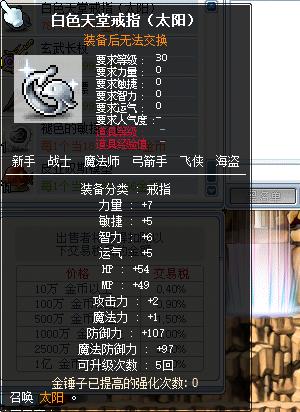 白色天堂戒指（太阳）
装备后无法交换
要求等级： 30
要求力量： 0
要求敏捷： 0
要求智力： 0
要求运气： 0
要求人气度： -
道具等级： -
道具经验值： -
新手 战士 魔法师 弓箭手 飞侠 海盗
装备分类 ： 戒指
力量 ： +7
敏捷 ： +5
智力 ： +6
运气 ： +5
HP ： +54
MP ： +49
攻击力 ： +2
魔法力 ： +1
防御力 ： +107
魔法防御力 ： +97
可升级次数 ： 5回
金锤子已提高的强化次数: 0
召唤 太阳 。